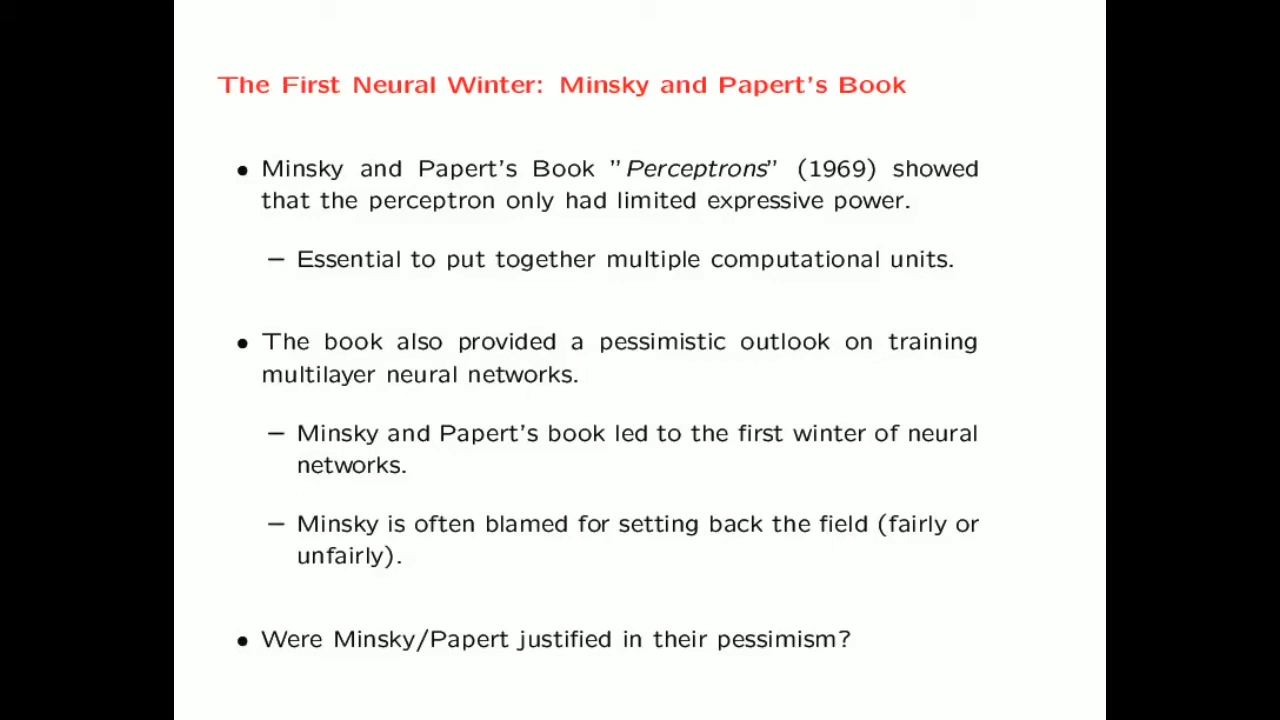 The First Neural Winter: Minsky and Papert's Book
• Minsky and Papert's Book "Perceptrons" (1969) showed
that the perceptron only had limited expressive power.
– Essential to put together multiple computational units.
• The book also provided a pessimistic outlook on training
multilayer neural networks.
– Minsky and Papert's book led to the first winter of neural
networks.
– Minsky is often blamed for setting back the field (fairly or
unfairly).
• Were Minsky/Papert justified in their pessimism?